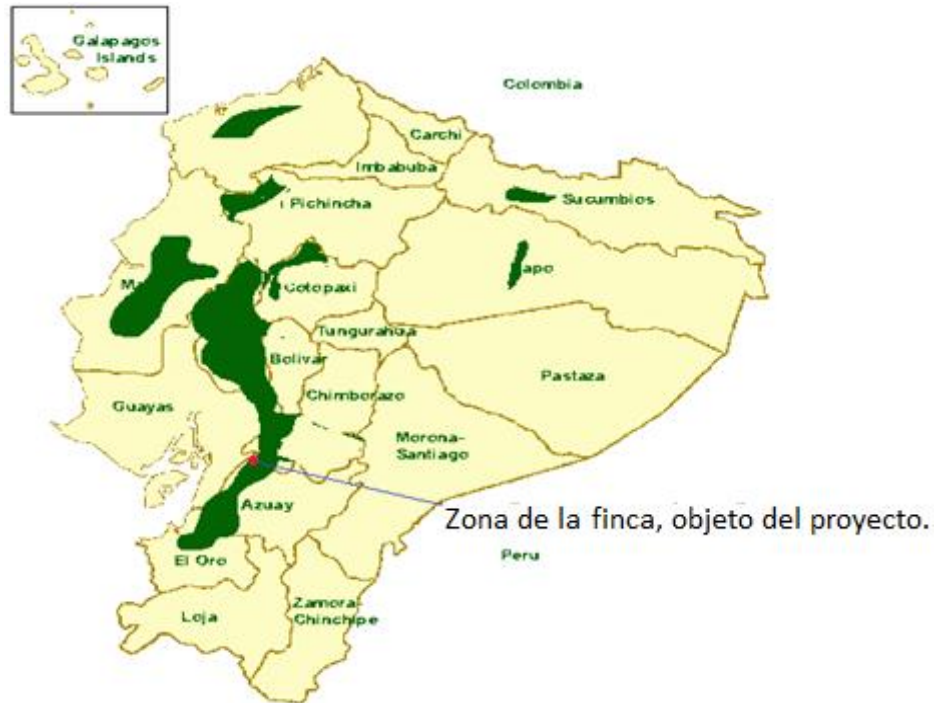 Galapagos
Islands
Colombia
Carchi
Imbabuba
Sucumbios
Pichincha
apo
Cotopaxi
Tungurahua
Bolivar
Pastaza
Chimborazo
Guayas
Morona-
Santiago
Azuay
Zona de la finca, objeto del proyecto.
Peru
El Oro
Zamora-
Chinchipe
Loja